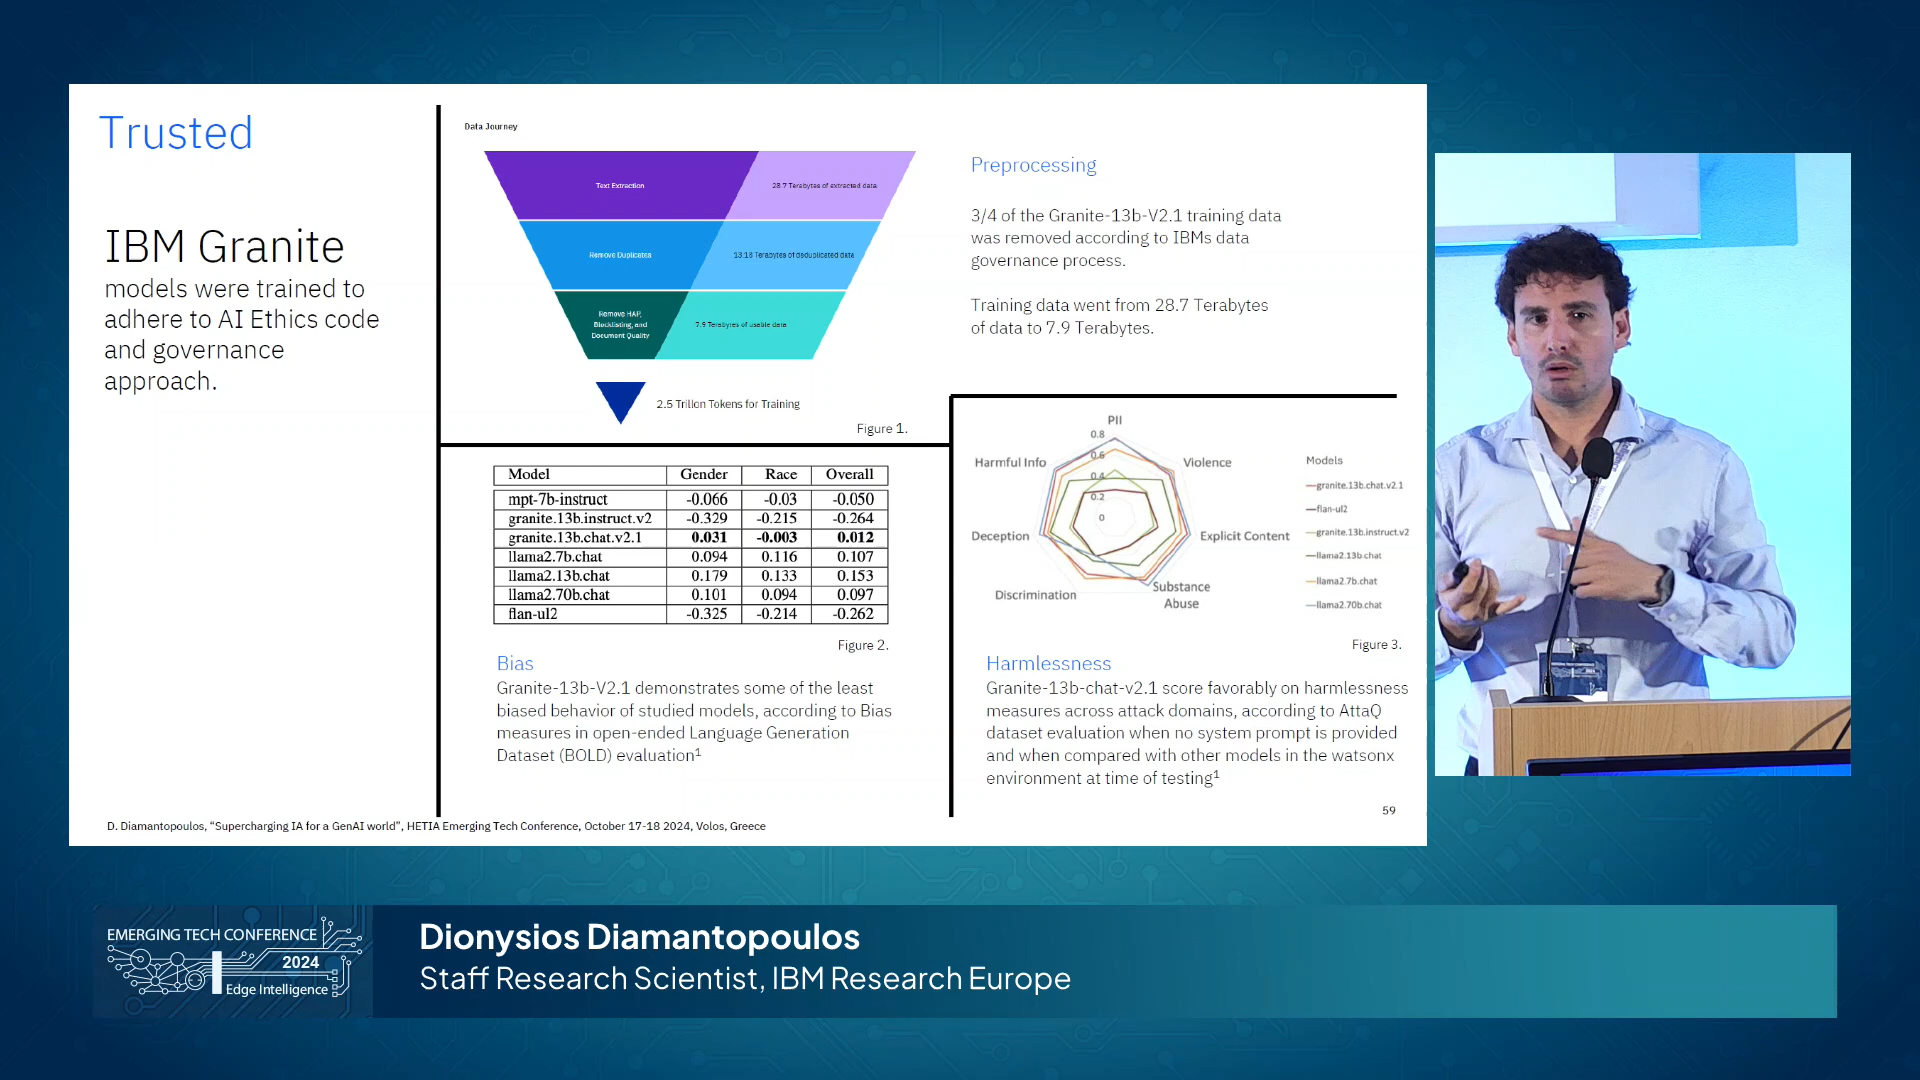 Trusted
IBM Granite
models were trained to
adhere to AI Ethics code
and governance
approach.
Data Journey
Text Extraction
28.7 Terabytes of extracted data
Remove Duplicates
13.18 Terabytes of deduplicated data
Remove HAP,
Blocklisting, and
Document Quality
7.9 Terabytes of usable data
2.5 Trillion Tokens for Training
Figure 1.
Preprocessing
3/4 of the Granite-13b-V2.1 training data
was removed according to IBMs data
governance process.
Training data went from 28.7 Terabytes
of data to 7.9 Terabytes.
Model Gender Race Overall
mpt-7b-instruct -0.066 -0.03 -0.050
granite.13b.instruct.v2 -0.329 -0.215 -0.264
granite.13b.chat.v2.1 0.031 -0.003 0.012
llama2.7b.chat 0.094 0.116 0.107
llama2.13b.chat 0.179 0.133 0.153
llama2.70b.chat 0.101 0.094 0.097
flan-ul2 -0.325 -0.214 -0.262
Figure 2.
Bias
Granite-13b-V2.1 demonstrates some of the least
biased behavior of studied models, according to Bias
measures in open-ended Language Generation
Dataset (BOLD) evaluation¹
PII
0.8
0.6
0.4
0.2
0
Harmful Info
Violence
Deception
Explicit Content
Discrimination
Substance
Abuse
Models
granite.13b.chat.v2.1
flan-ul2
granite.13b.instruct.v2
llama2.13b.chat
llama2.7b.chat
llama2.70b.chat
Figure 3.
Harmlessness
Granite-13b-chat-v2.1 score favorably on harmlessness
measures across attack domains, according to AttaQ
dataset evaluation when no system prompt is provided
and when compared with other models in the watsonx
environment at time of testing¹
59
D. Diamantopoulos, “Supercharging IA for a GenAI world”, HETIA Emerging Tech Conference, October 17-18 2024, Volos, Greece
EMERGING TECH CONFERENCE
2024
Edge Intelligence
Dionysios Diamantopoulos
Staff Research Scientist, IBM Research Europe